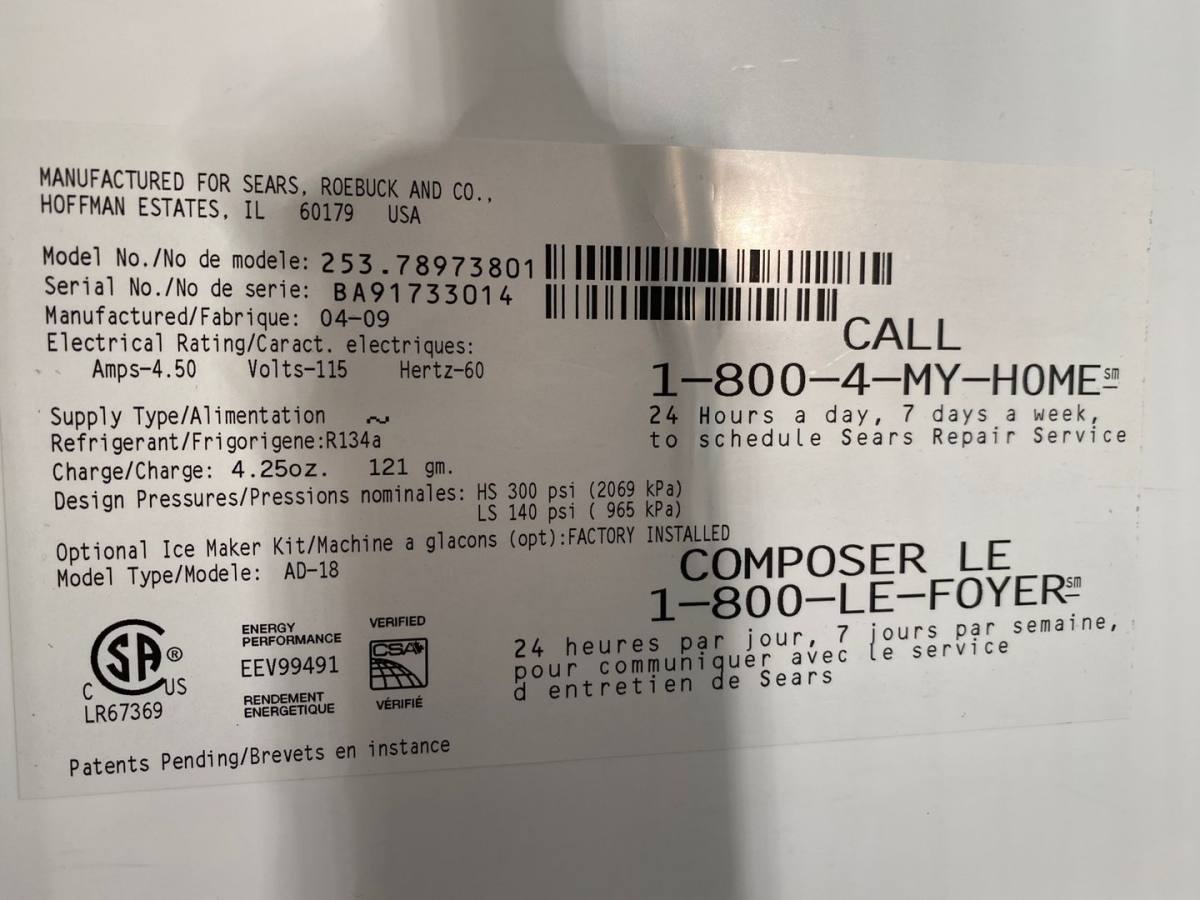 MANUFACTURED FOR SEARS, ROEBUCK AND CO.,
HOFFMAN ESTATES, IL 60179 USA
Model No./No de modele: 253.78973801
Serial No./No de serie: BA91733014
Manufactured/Fabrique: 04-09
Electrical Rating/Caract. electriques:
Amps-4.50 Volts-115 Hertz-60
Supply Type/Alimentation ~
Refrigerant/Frigorigene:R134a
Charge/Charge: 4.25oz. 121 gm.
Design Pressures/Pressions nominales: HS 300 psi (2069 kPa)
LS 140 psi ( 965 kPa)
Optional Ice Maker Kit/Machine a glacons (opt):FACTORY INSTALLED
Model Type/Modele: AD-18
CALL
1-800-4-MY-HOME℠
24 Hours a day, 7 days a week,
to schedule Sears Repair Service
COMPOSER LE
1-800-LE-FOYER℠
24 heures par jour, 7 jours par semaine,
pour communiquer avec le service
d entretien de Sears
CSA®
C US
LR67369
ENERGY
PERFORMANCE
EEV99491
RENDEMENT
ENERGETIQUE
VERIFIED
CSA
VÉRIFIÉ
Patents Pending/Brevets en instance